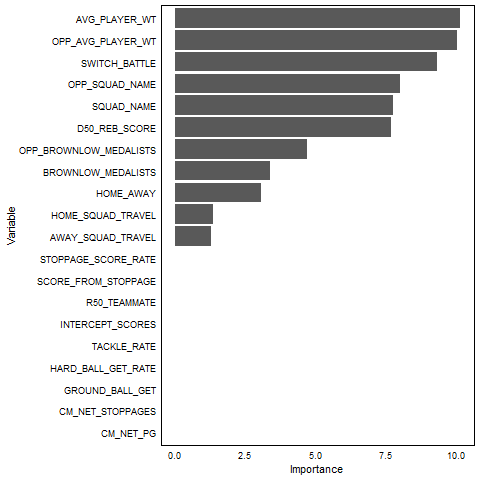 AVG_PLAYER_WT
OPP_AVG_PLAYER_WT
SWITCH_BATTLE
OPP_SQUAD_NAME
SQUAD_NAME
D50_REB_SCORE
OPP_BROWNLOW_MEDALISTS
BROWNLOW_MEDALISTS
HOME_AWAY
HOME_SQUAD_TRAVEL
AWAY_SQUAD_TRAVEL
STOPPAGE_SCORE_RATE
SCORE_FROM_STOPPAGE
R50_TEAMMATE
INTERCEPT_SCORES
TACKLE_RATE
HARD_BALL_GET_RATE
GROUND_BALL_GET
CM_NET_STOPPAGES
CM_NET_PG
Variable
0.0 2.5 5.0 7.5 10.0
Importance